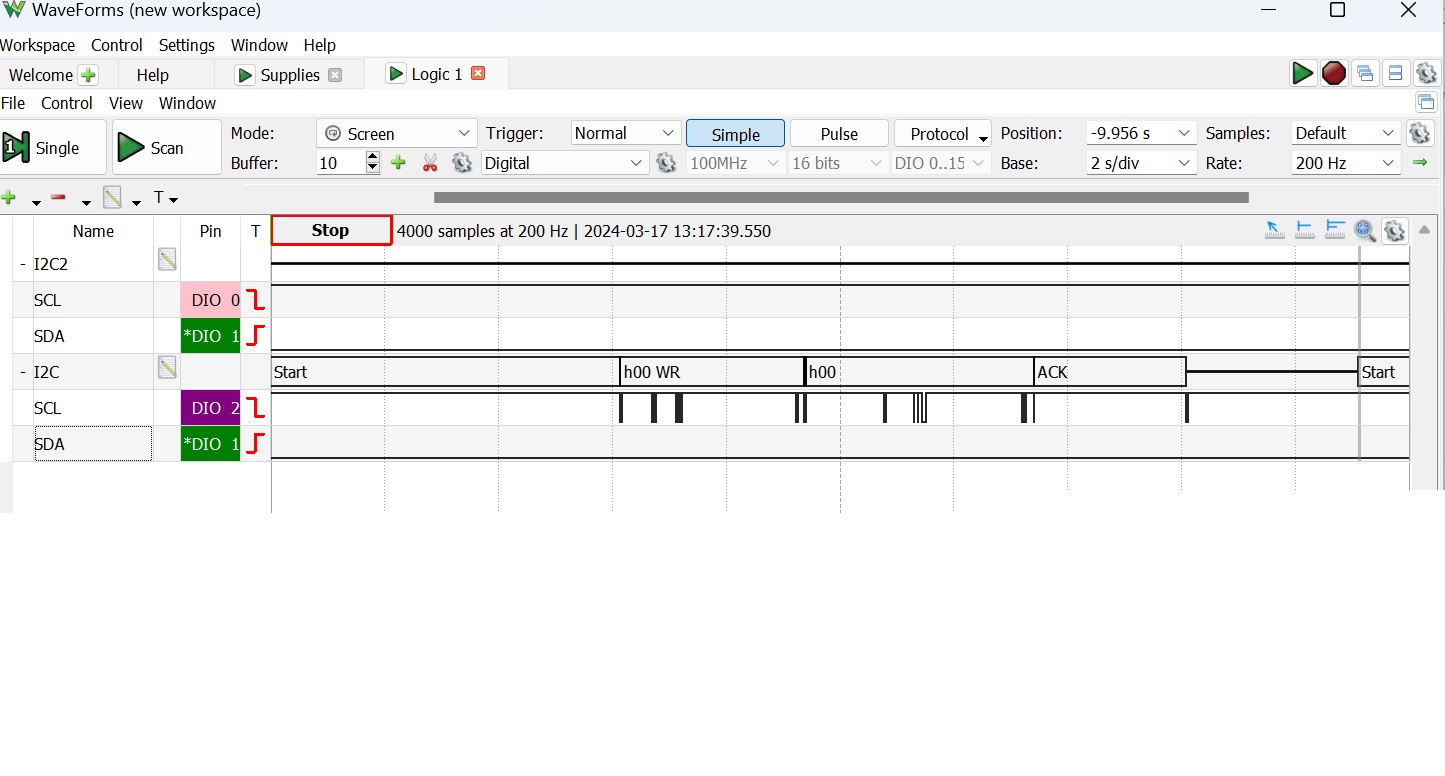 WaveForms (new workspace)
Workspace Control Settings Window Help
Welcome Help Supplies Logic 1
File Control View Window
Single Scan Mode: Screen Trigger: Normal Simple Pulse Protocol Position: -9.956 s Samples: Default
Buffer: 10 Digital 100MHz 16 bits DIO 0..15 Base: 2 s/div Rate: 200 Hz
T
Name Pin T Stop 4000 samples at 200 Hz | 2024-03-17 13:17:39.550
- I2C2
SCL DIO 0
SDA *DIO 1
- I2C Start h00 WR h00 ACK Start
SCL DIO 2
SDA *DIO 1